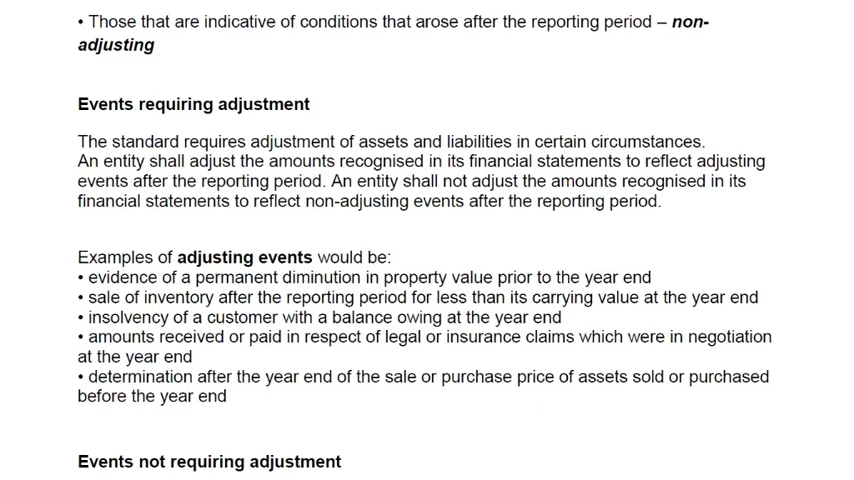 • Those that are indicative of conditions that arose after the reporting period – non-
adjusting
Events requiring adjustment
The standard requires adjustment of assets and liabilities in certain circumstances.
An entity shall adjust the amounts recognised in its financial statements to reflect adjusting
events after the reporting period. An entity shall not adjust the amounts recognised in its
financial statements to reflect non-adjusting events after the reporting period.
Examples of adjusting events would be:
• evidence of a permanent diminution in property value prior to the year end
• sale of inventory after the reporting period for less than its carrying value at the year end
• insolvency of a customer with a balance owing at the year end
• amounts received or paid in respect of legal or insurance claims which were in negotiation
at the year end
• determination after the year end of the sale or purchase price of assets sold or purchased
before the year end
Events not requiring adjustment